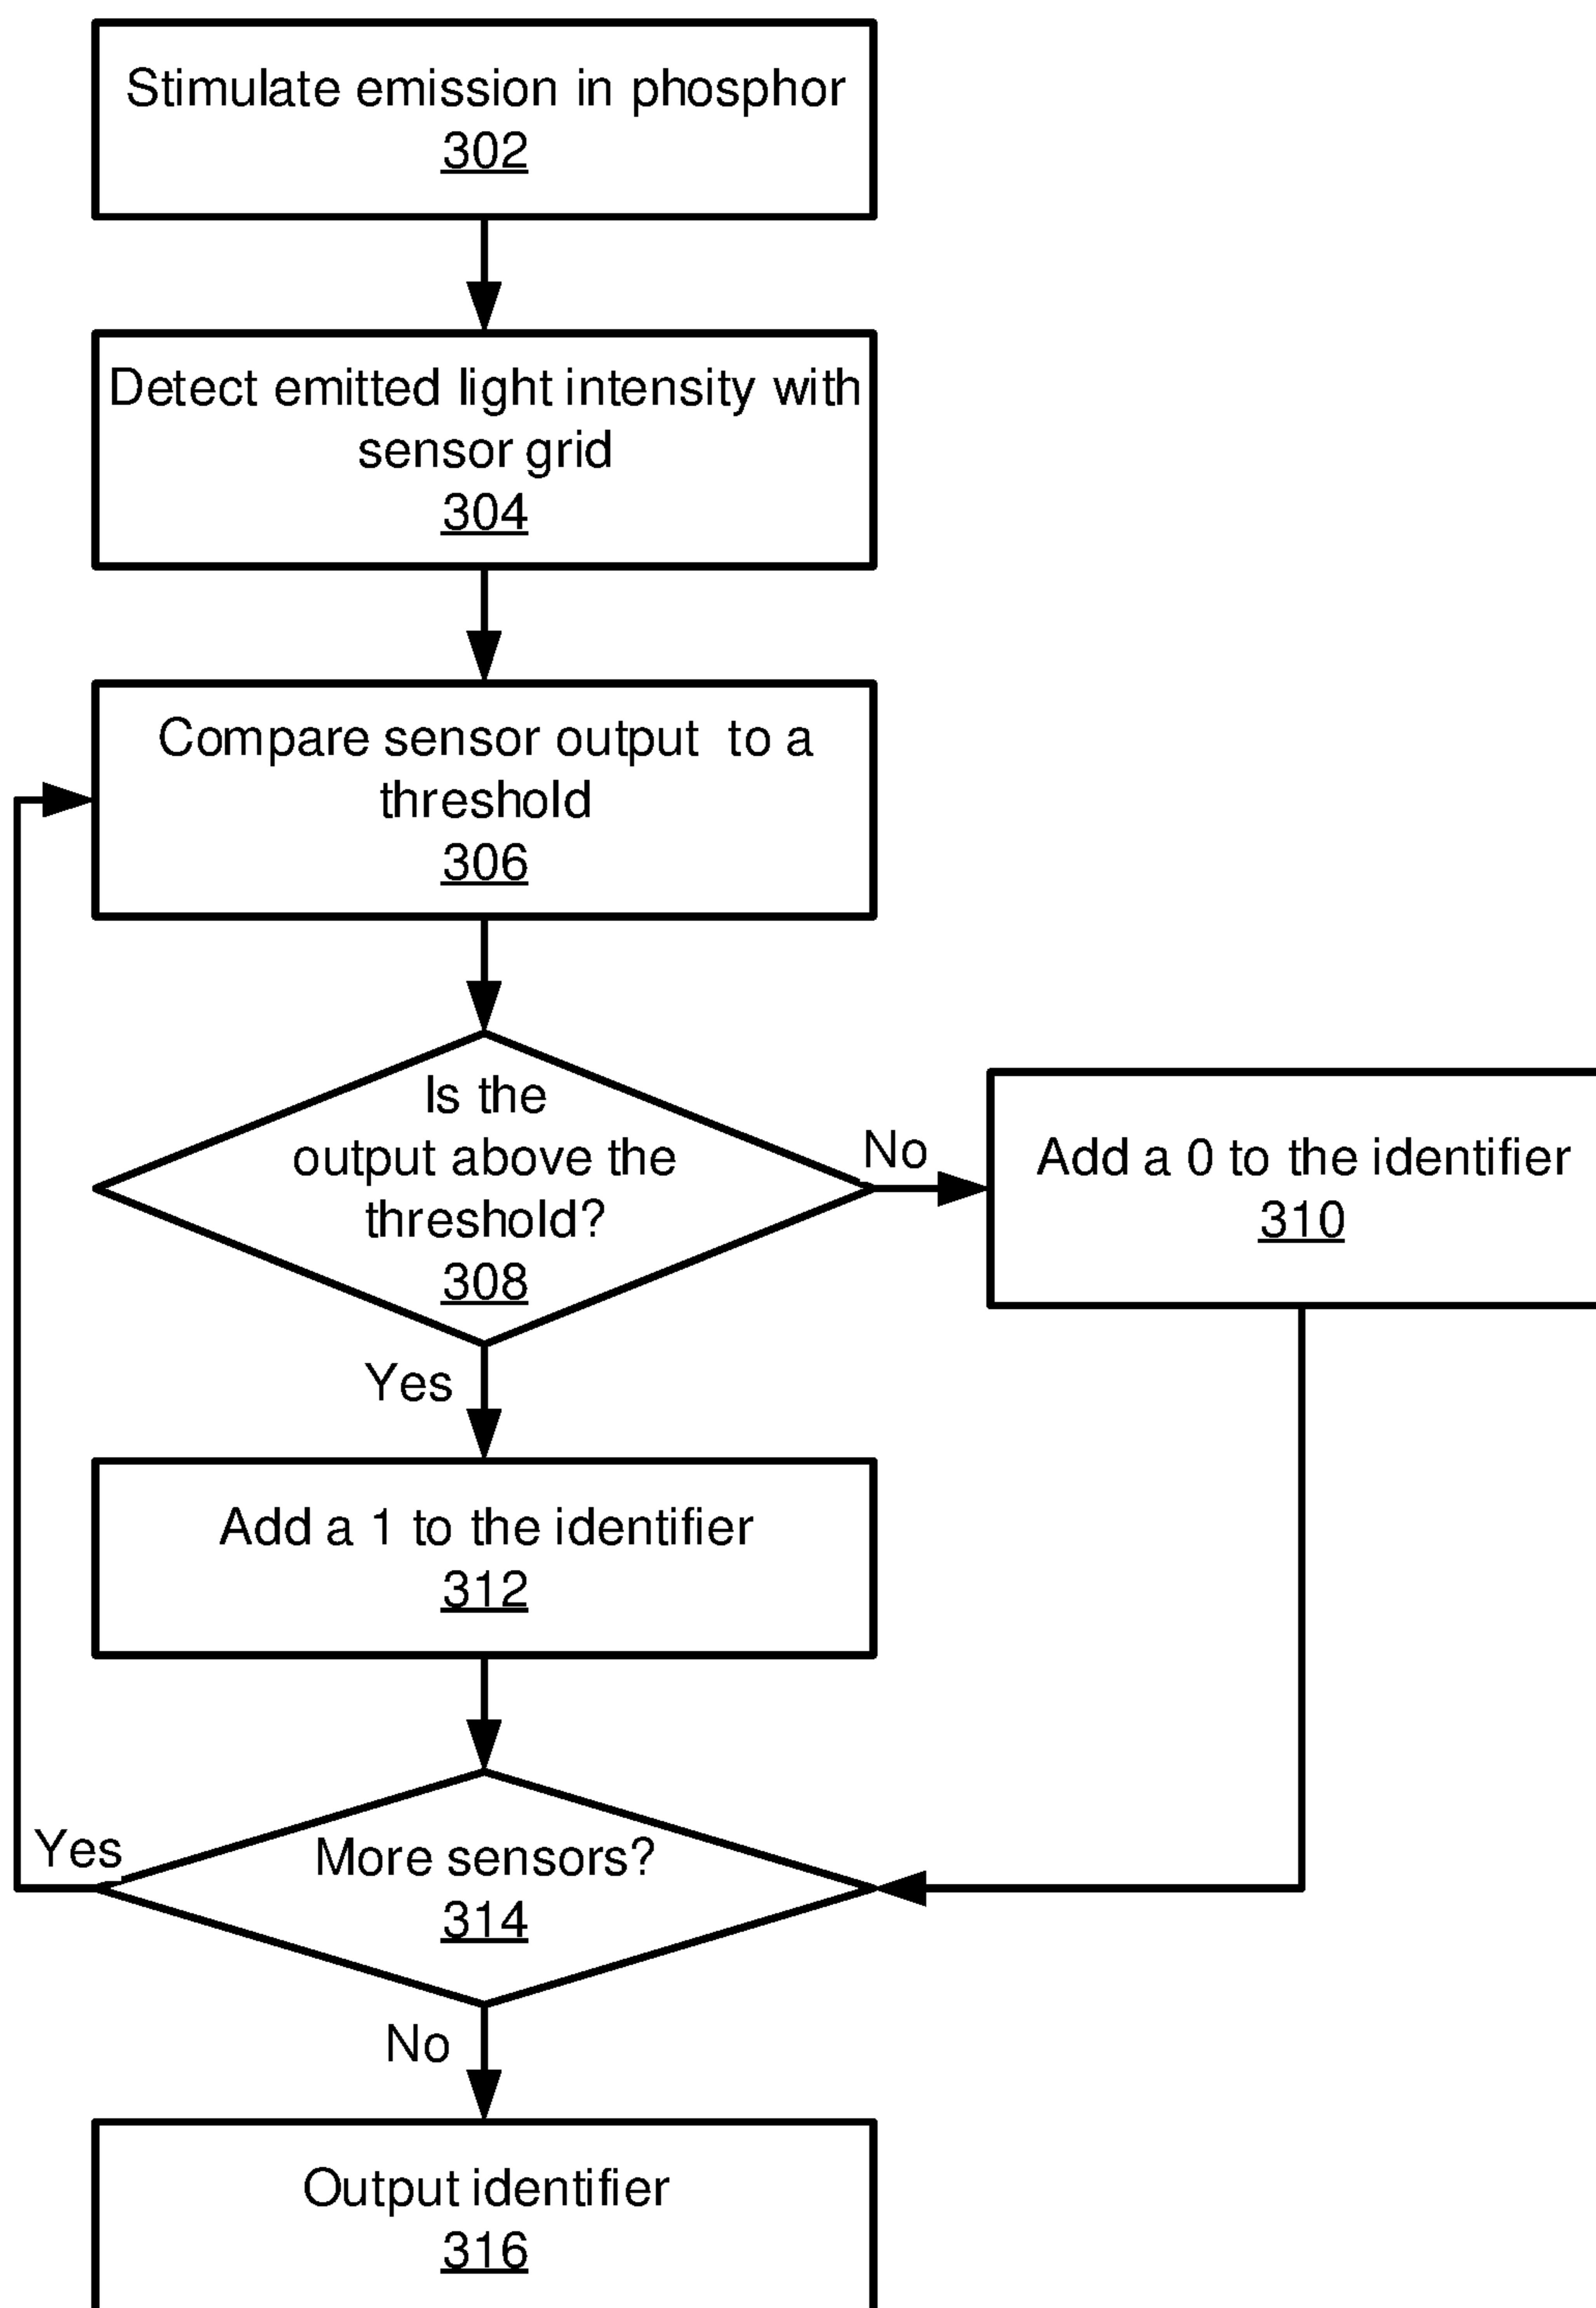 Stimulate emission in phosphor
302
Detect emitted light intensity with
sensor grid
304
Compare sensor output to a
threshold
306
Is the
output above the
threshold?
308
No
Add a 0 to the identifier
310
Yes
Add a 1 to the identifier
312
Yes
More sensors?
314
No
Output identifier
316